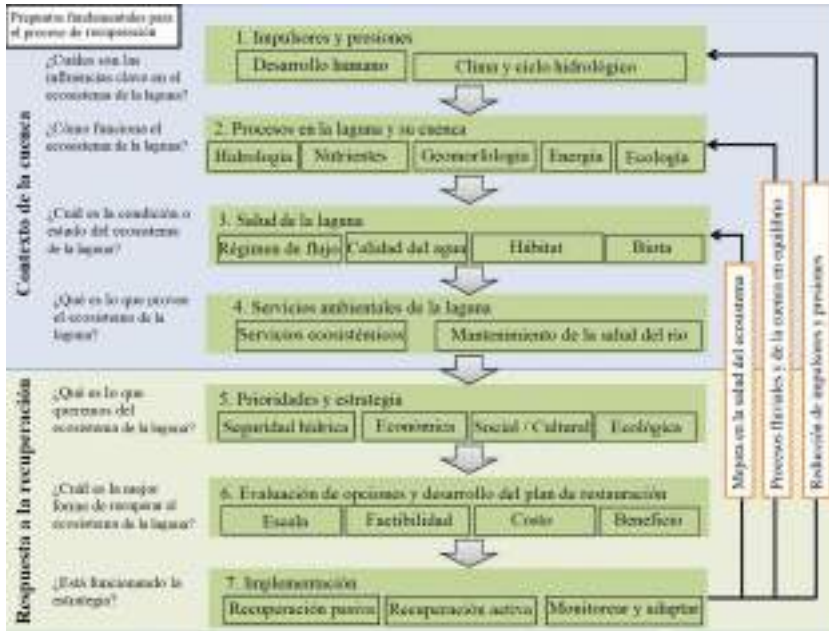 Preguntas fundamentales para
el proceso de recuperación
1. Impulsores y presiones
Desarrollo humano
Clima y ciclo hidrológico
¿Cuáles son las
influencias clave en el
ecosistema de la laguna?
¿Cómo funciona el
ecosistema de la laguna?
2. Procesos en la laguna y su cuenca
Hidrología
Nutrientes
Geomorfología
Energía
Ecología
¿Cuál es la condición o
estado del ecosistema
de la laguna?
3. Salud de la laguna
Régimen de flujo
Calidad del agua
Hábitat
Biota
¿Qué es lo que provee
el ecosistema de la
laguna?
4. Servicios ambientales de la laguna
Servicios ecosistémicos
Mantenimiento de la salud del río
Contexto de la cuenca
¿Qué es lo que
queremos del
ecosistema de la laguna?
5. Prioridades y estrategia
Seguridad hídrica
Económica
Social / Cultural
Ecológica
¿Cuál es la mejor
forma de recuperar el
ecosistema de la laguna?
6. Evaluación de opciones y desarrollo del plan de restauración
Escala
Factibilidad
Costo
Beneficio
¿Está funcionando la
estrategia?
7. Implementación
Recuperación pasiva
Recuperación activa
Monitorear y adaptar
Respuesta a la recuperación
Mejora en la salud del ecosistema
Procesos fluviales y de la cuenca en equilibrio
Reducción de impulsores y presiones